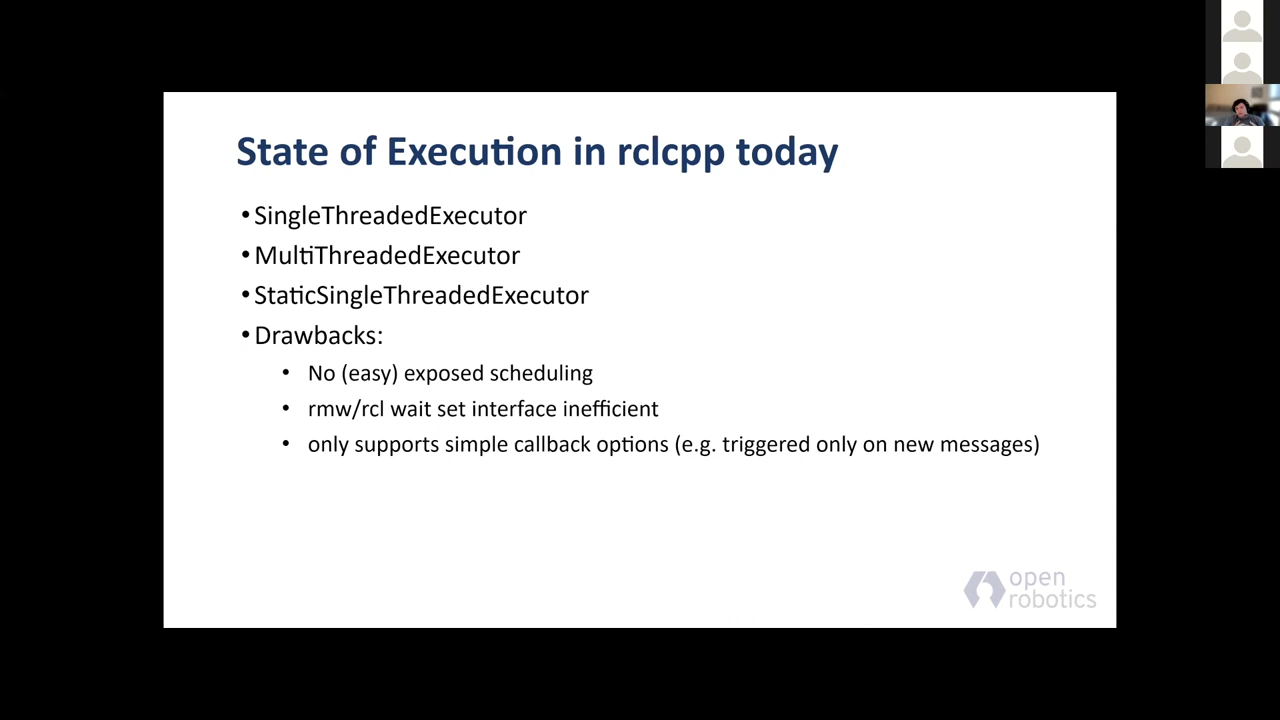 State of Execution in rclcpp today
• SingleThreadedExecutor
• MultiThreadedExecutor
• StaticSingleThreadedExecutor
• Drawbacks:
• No (easy) exposed scheduling
• rmw/rcl wait set interface inefficient
• only supports simple callback options (e.g. triggered only on new messages)
open
robotics